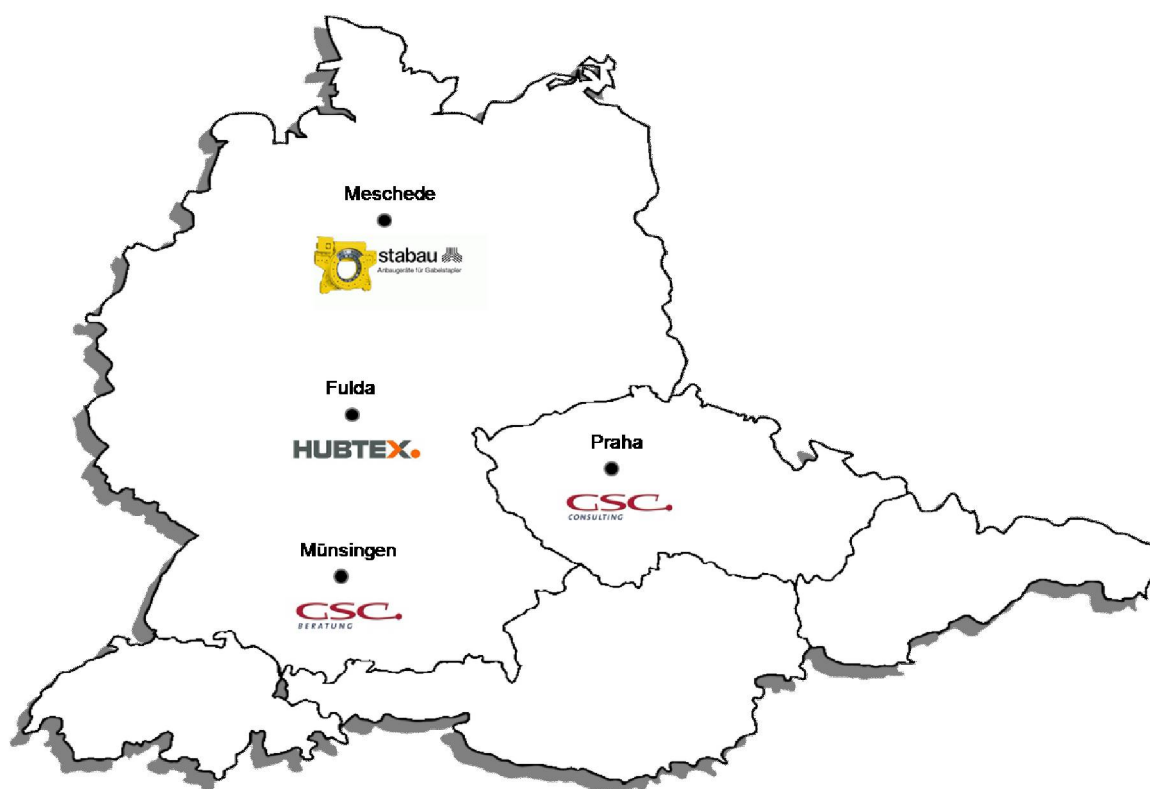 Meschede
stabau
Anbaugeräte für Gabelstapler
Fulda
HUBTEX.
Praha
GSC.
CONSULTING
Münsingen
GSC.
BERATUNG